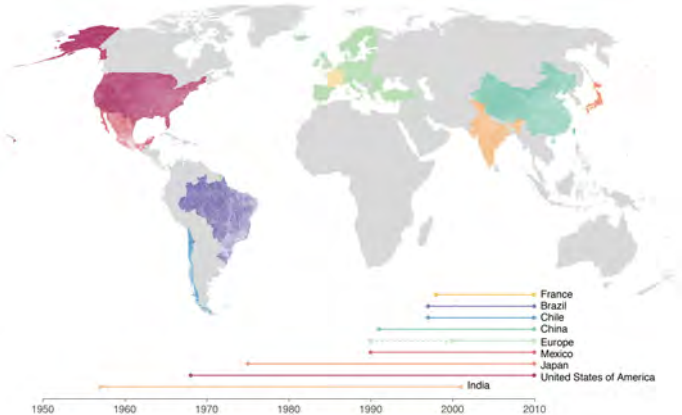 France
Brazil
Chile
China
Europe
Mexico
Japan
United States of America
India
1950 1960 1970 1980 1990 2000 2010